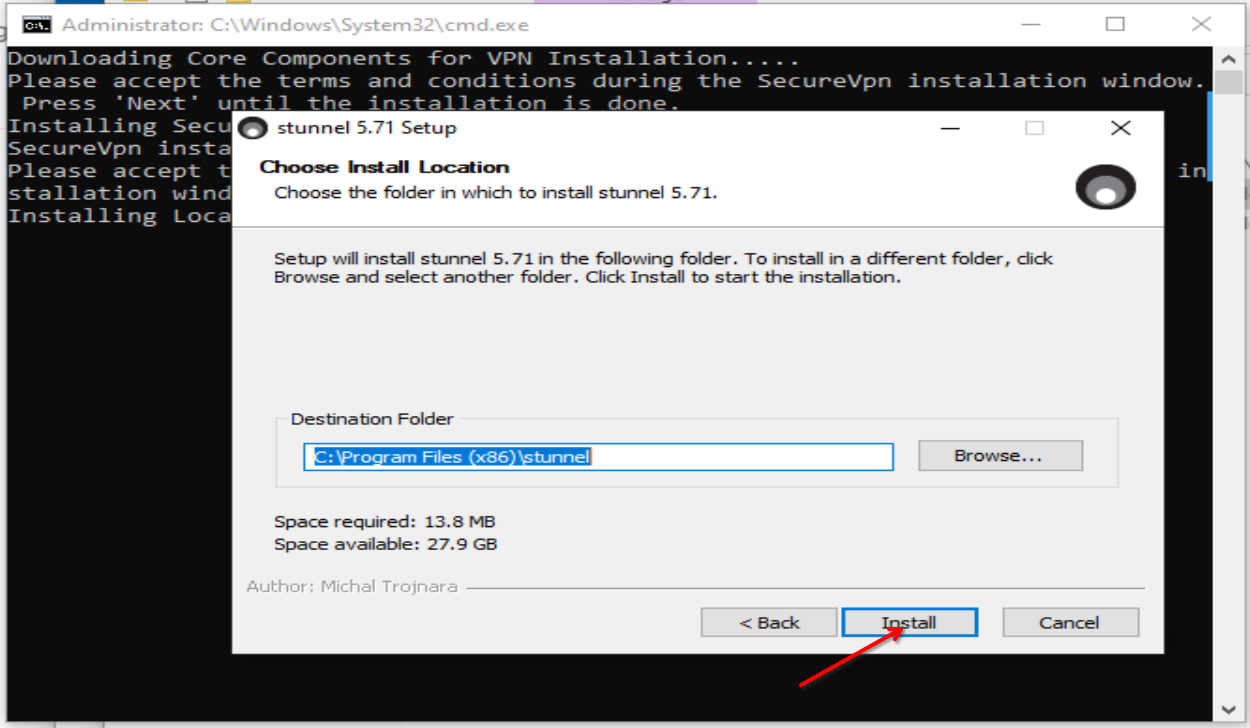 Administrator: C:\Windows\System32\cmd.exe
Downloading Core Components for VPN Installation.....
Please accept the terms and conditions during the SecureVpn installation window.
Press 'Next' until the installation is done.
Installing Secu
SecureVpn insta
Please accept t in
stallation wind
Installing Loca
stunnel 5.71 Setup
Choose Install Location
Choose the folder in which to install stunnel 5.71.
Setup will install stunnel 5.71 in the following folder. To install in a different folder, click
Browse and select another folder. Click Install to start the installation.
Destination Folder
C:\Program Files (x86)\stunnel
Browse...
Space required: 13.8 MB
Space available: 27.9 GB
Author: Michal Trojnara
< Back Install Cancel